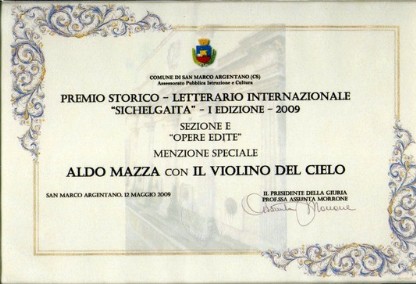 COMUNE DI SAN MARCO ARGENTANO (CS)
Assessorato Pubblica Istruzione e Cultura
PREMIO STORICO – LETTERARIO INTERNAZIONALE
"SICHELGAITA" – I EDIZIONE – 2009
SEZIONE E
"OPERE EDITE"
MENZIONE SPECIALE
ALDO MAZZA CON IL VIOLINO DEL CIELO
SAN MARCO ARGENTANO, 12 MAGGIO 2009
IL PRESIDENTE DELLA GIURIA
PROF.SSA ASSUNTA MORRONE
Assunta Morrone